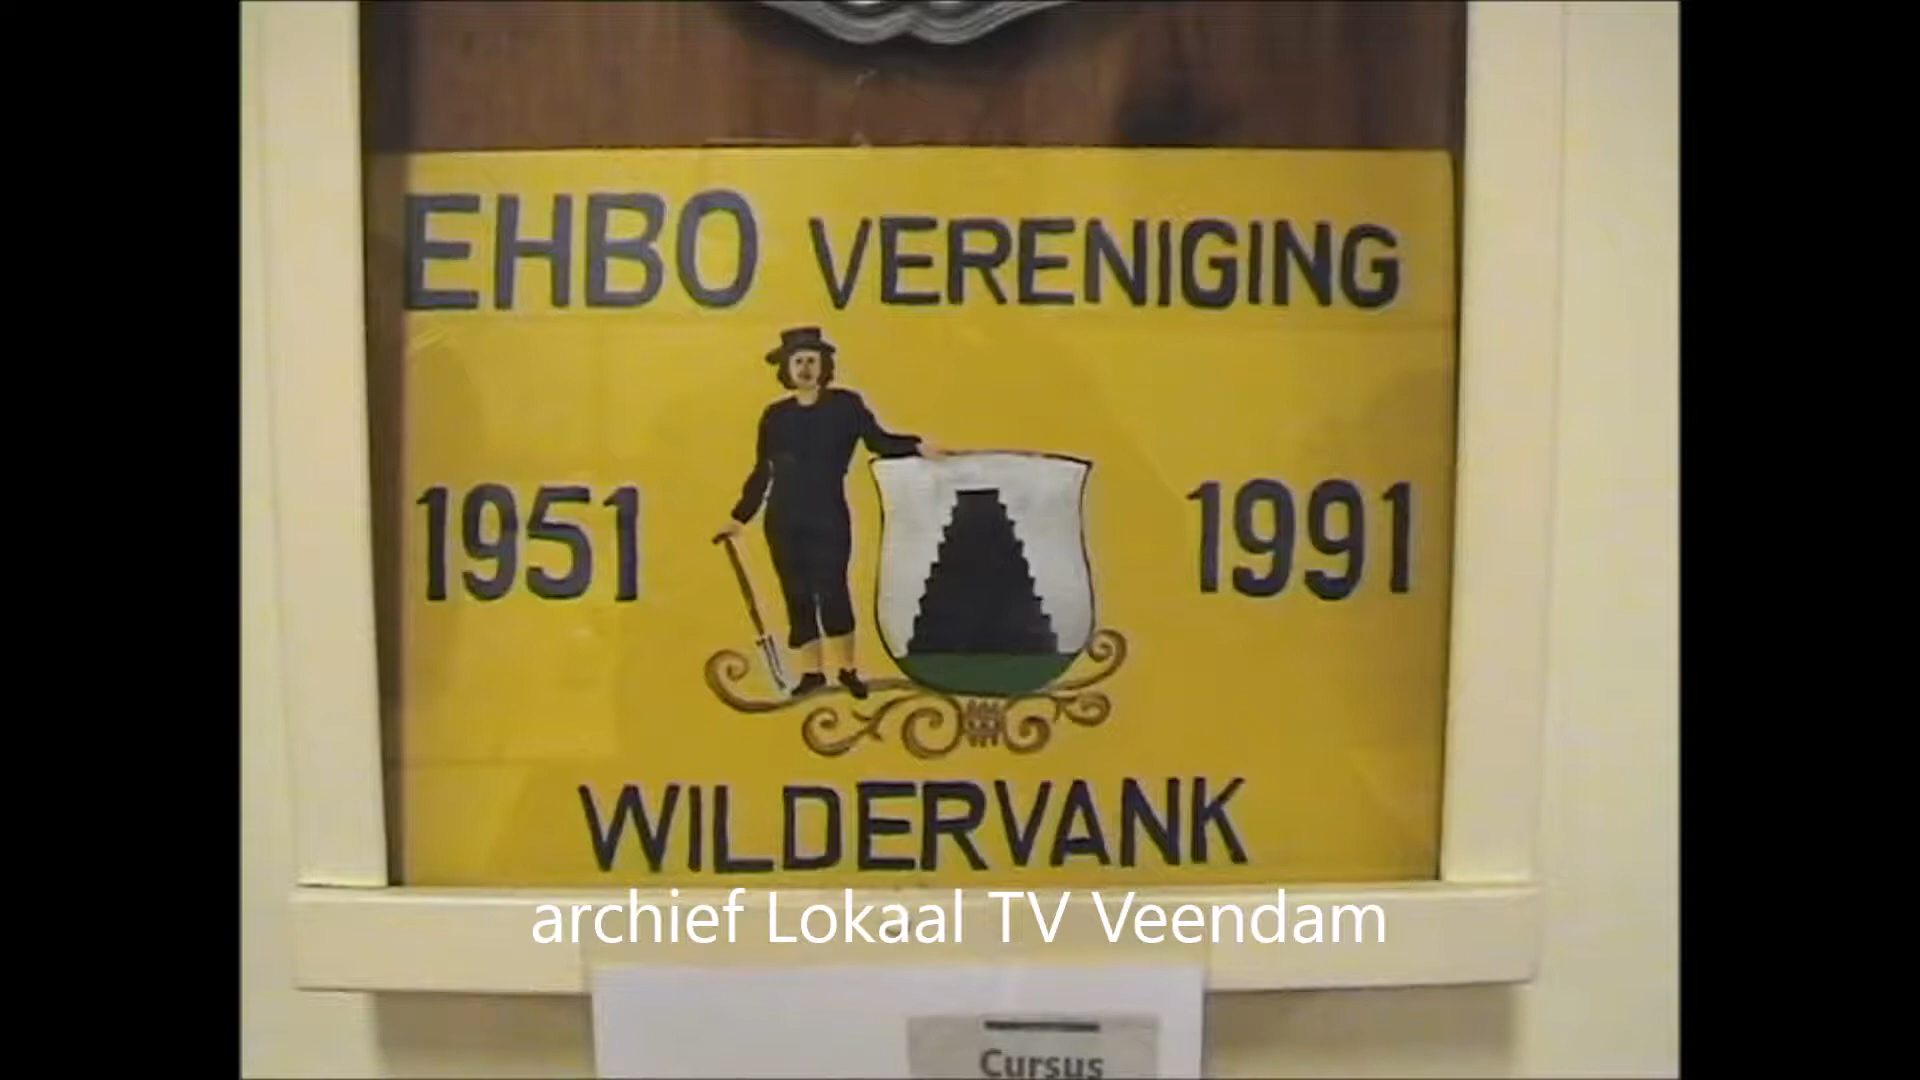 EHBO VERENIGING
1951 1991
WILDERVANK
archief Lokaal TV Veendam
Cursus